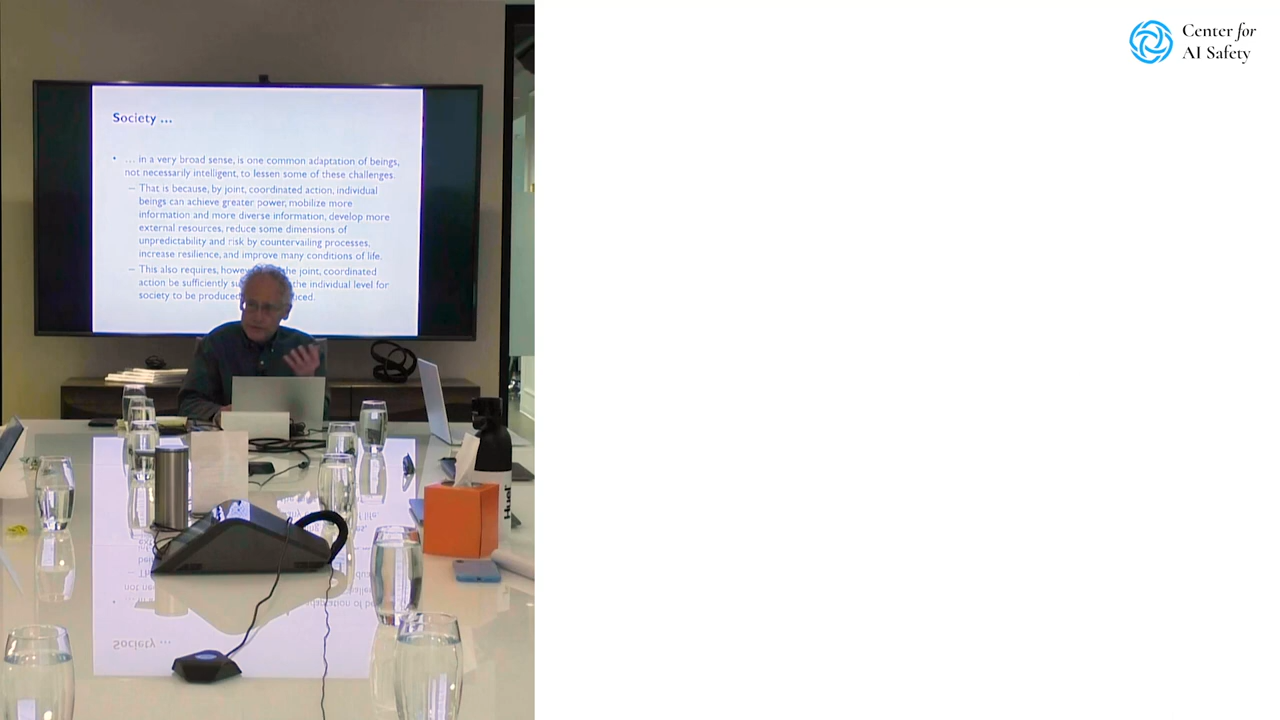 Center for
AI Safety
Society ...
• ... in a very broad sense, is one common adaptation of beings,
not necessarily intelligent, to lessen some of these challenges.
– That is because, by joint, coordinated action, individual
beings can achieve greater power, mobilize more
information and more diverse information, develop more
external resources, reduce some dimensions of
unpredictability and risk by countervailing processes,
increase resilience, and improve many conditions of life.
– This also requires, howev he joint, coordinated
action be sufficiently su the individual level for
society to be produced uced.
Huel